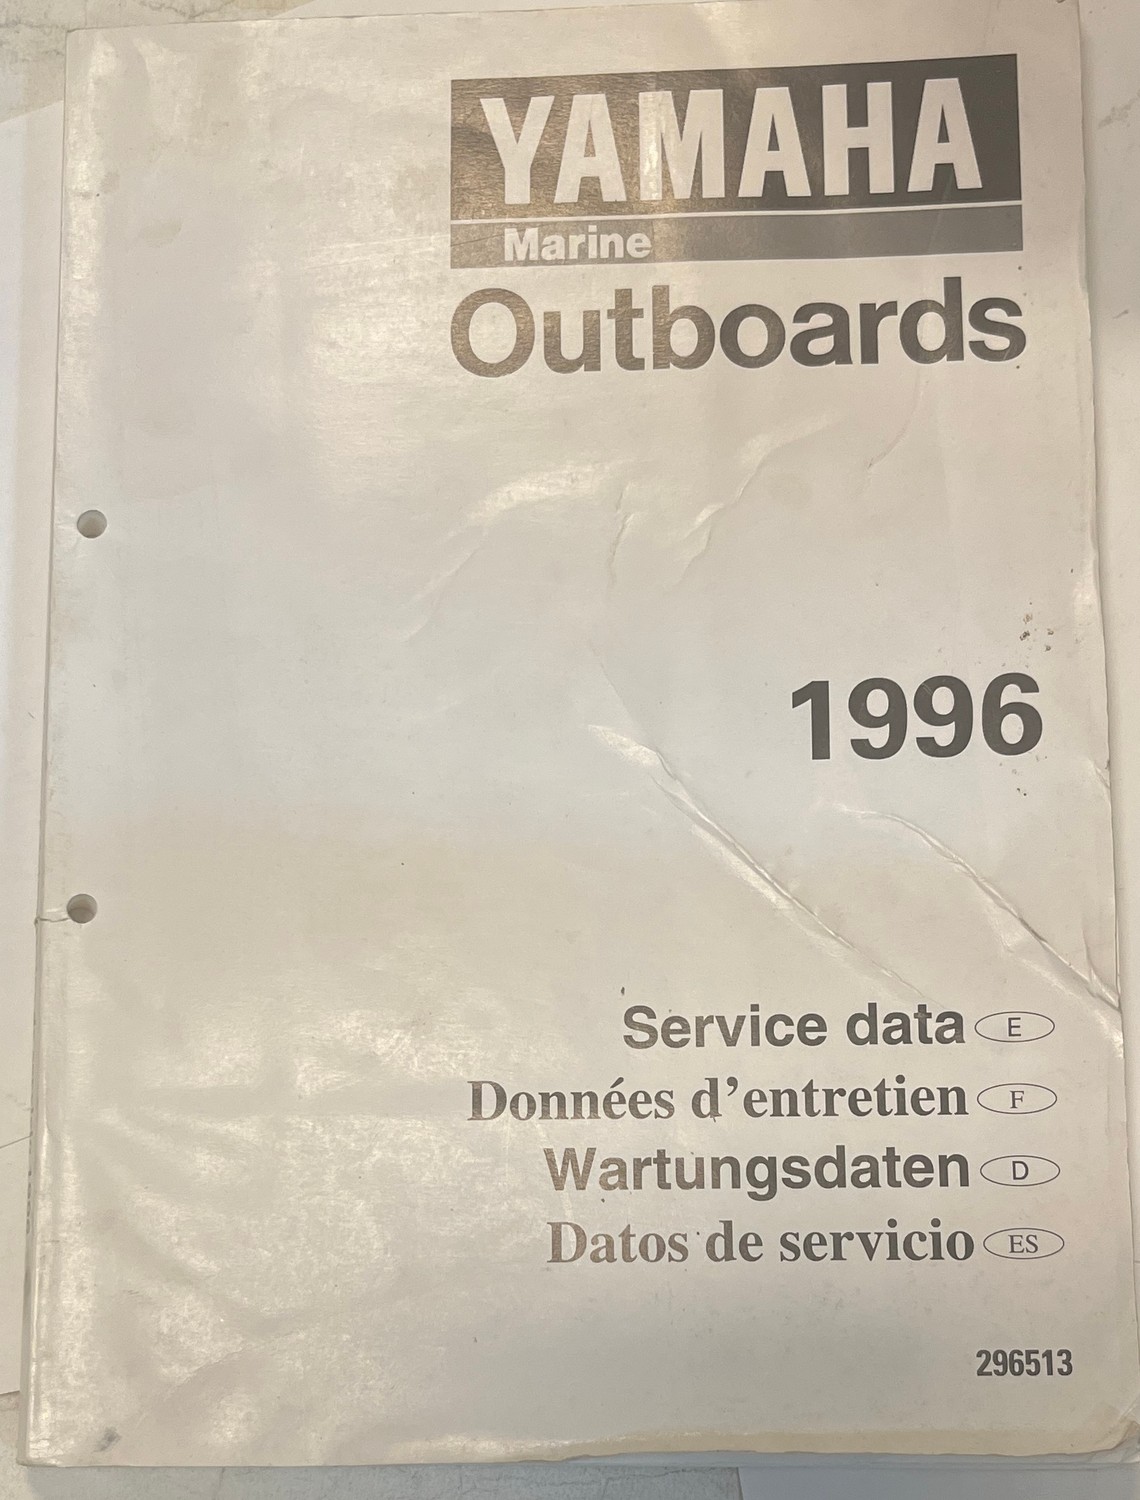 YAMAHA
Marine
Outboards
1996
Service data E
Données d'entretien F
Wartungsdaten D
Datos de servicio ES
296513